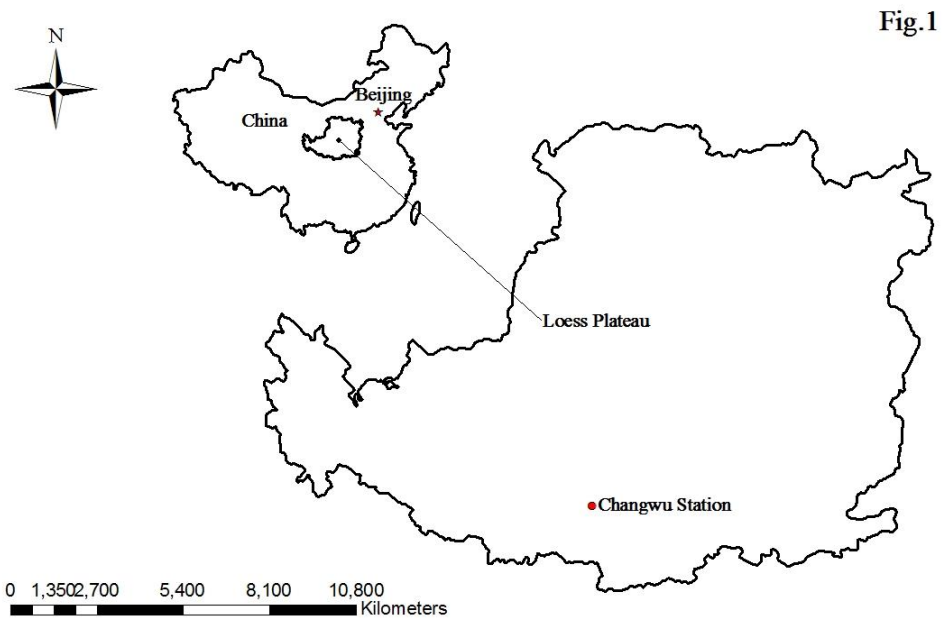 Fig.1
N
Beijing
China
Loess Plateau
Changwu Station
0 1,350 2,700 5,400 8,100 10,800
Kilometers